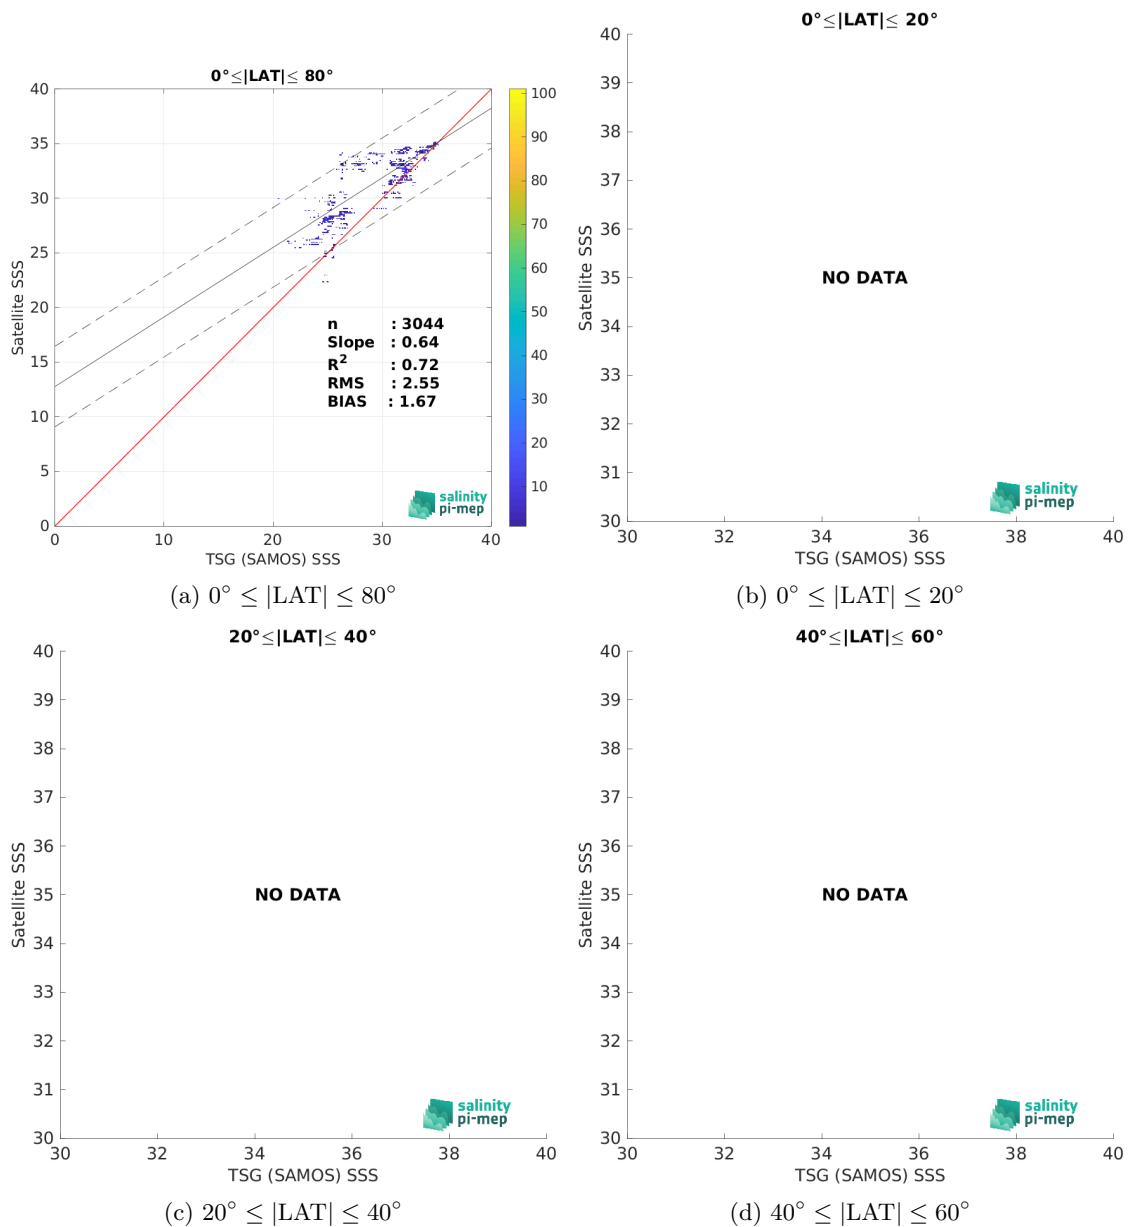 0°≤|LAT|≤ 80°
40
35
30
25
20
15
10
5
0
0
10
20
30
40
Satellite SSS
TSG (SAMOS) SSS
n : 3044
Slope : 0.64
R² : 0.72
RMS : 2.55
BIAS : 1.67
100
90
80
70
60
50
40
30
20
10
salinity
pi-mep
(a) 0° ≤ |LAT| ≤ 80°
0°≤|LAT|≤ 20°
40
39
38
37
36
35
34
33
32
31
30
30
32
34
36
38
40
Satellite SSS
NO DATA
TSG (SAMOS) SSS
salinity
pi-mep
(b) 0° ≤ |LAT| ≤ 20°
20°≤|LAT|≤ 40°
40
39
38
37
36
35
34
33
32
31
30
30
32
34
36
38
40
Satellite SSS
NO DATA
TSG (SAMOS) SSS
salinity
pi-mep
(c) 20° ≤ |LAT| ≤ 40°
40°≤|LAT|≤ 60°
40
39
38
37
36
35
34
33
32
31
30
30
32
34
36
38
40
Satellite SSS
NO DATA
TSG (SAMOS) SSS
salinity
pi-mep
(d) 40° ≤ |LAT| ≤ 60°